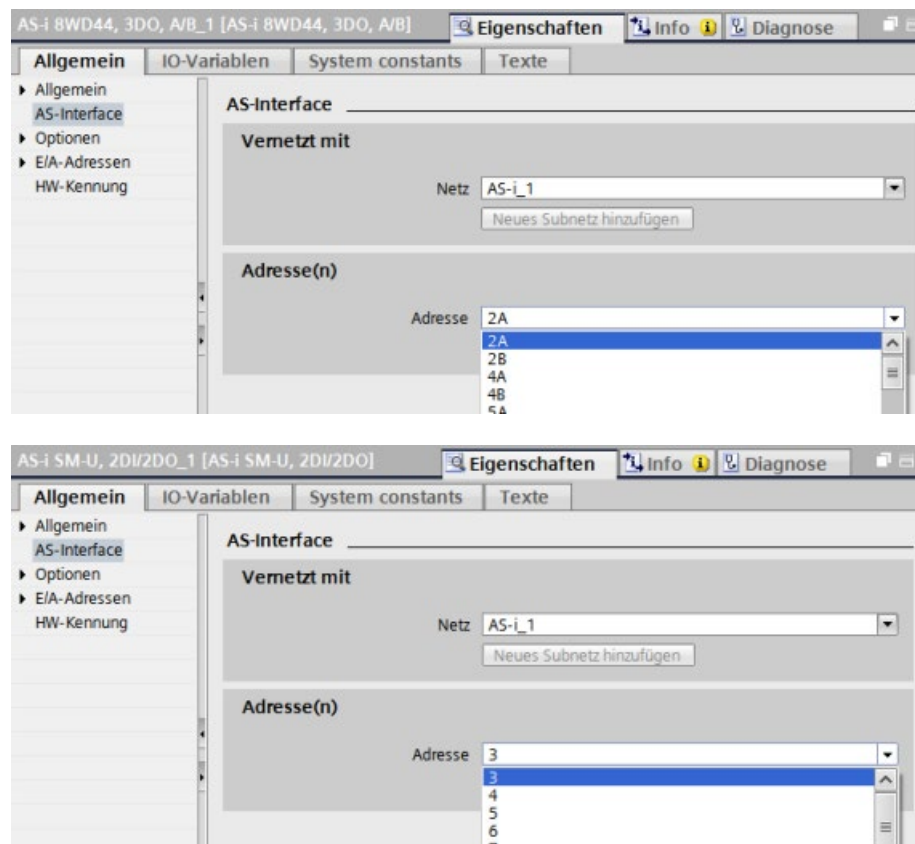 AS-i 8WD44, 3DO, A/B_1 [AS-i 8WD44, 3DO, A/B]
Eigenschaften
Info
Diagnose
Allgemein
IO-Variablen
System constants
Texte
Allgemein
AS-Interface
Optionen
E/A-Adressen
HW-Kennung
AS-Interface
Vernetzt mit
Netz AS-i_1
Neues Subnetz hinzufügen
Adresse(n)
Adresse 2A
2A
2B
4A
4B
5A
AS-i SM-U, 2DI/2DO_1 [AS-i SM-U, 2DI/2DO]
Eigenschaften
Info
Diagnose
Allgemein
IO-Variablen
System constants
Texte
Allgemein
AS-Interface
Optionen
E/A-Adressen
HW-Kennung
AS-Interface
Vernetzt mit
Netz AS-i_1
Neues Subnetz hinzufügen
Adresse(n)
Adresse 3
3
4
5
6